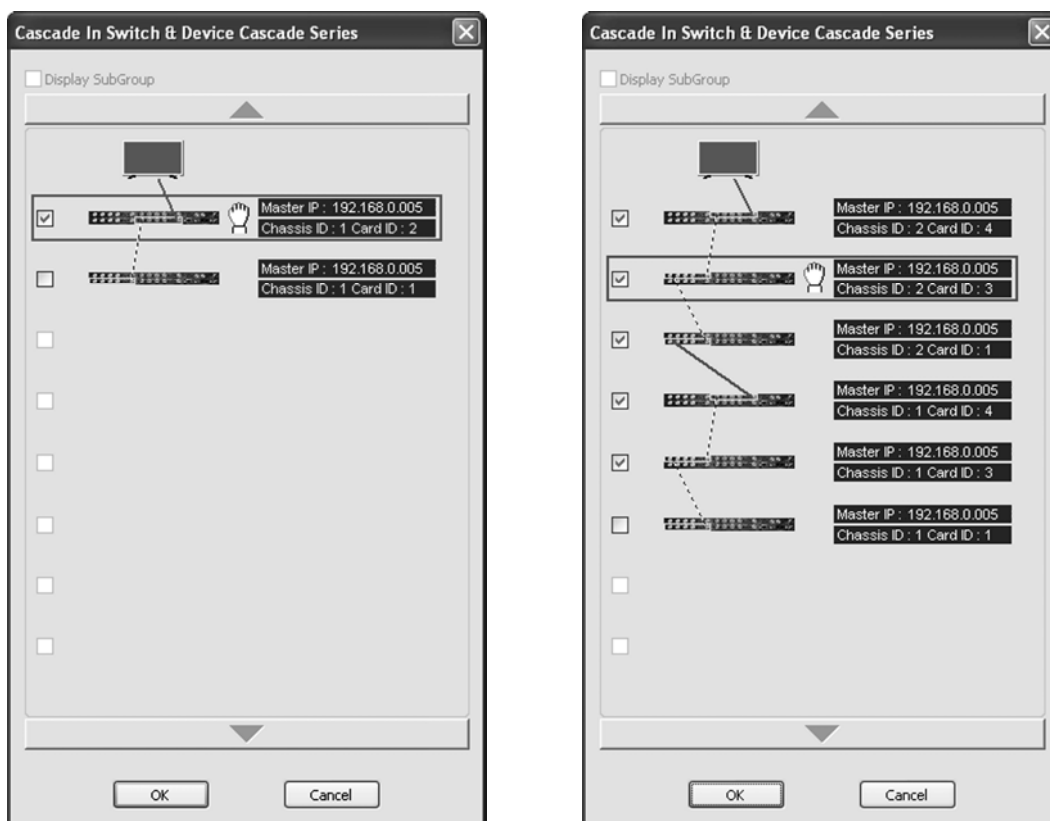 Cascade In Switch & Device Cascade Series
Display SubGroup
Master IP : 192.168.0.005
Chassis ID : 1 Card ID : 2
Master IP : 192.168.0.005
Chassis ID : 1 Card ID : 1
OK
Cancel
Cascade In Switch & Device Cascade Series
Display SubGroup
Master IP : 192.168.0.005
Chassis ID : 2 Card ID : 4
Master IP : 192.168.0.005
Chassis ID : 2 Card ID : 3
Master IP : 192.168.0.005
Chassis ID : 2 Card ID : 1
Master IP : 192.168.0.005
Chassis ID : 1 Card ID : 4
Master IP : 192.168.0.005
Chassis ID : 1 Card ID : 3
Master IP : 192.168.0.005
Chassis ID : 1 Card ID : 1
OK
Cancel